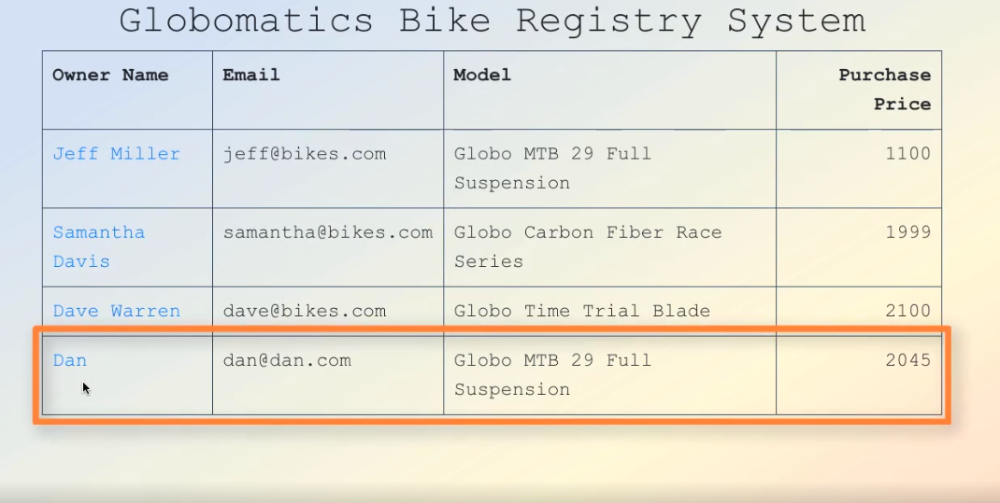 Globomatics Bike Registry System
Owner Name Email Model Purchase
Price
Jeff Miller jeff@bikes.com Globo MTB 29 Full 1100
Suspension
Samantha samantha@bikes.com Globo Carbon Fiber Race 1999
Davis Series
Dave Warren dave@bikes.com Globo Time Trial Blade 2100
Dan dan@dan.com Globo MTB 29 Full 2045
Suspension